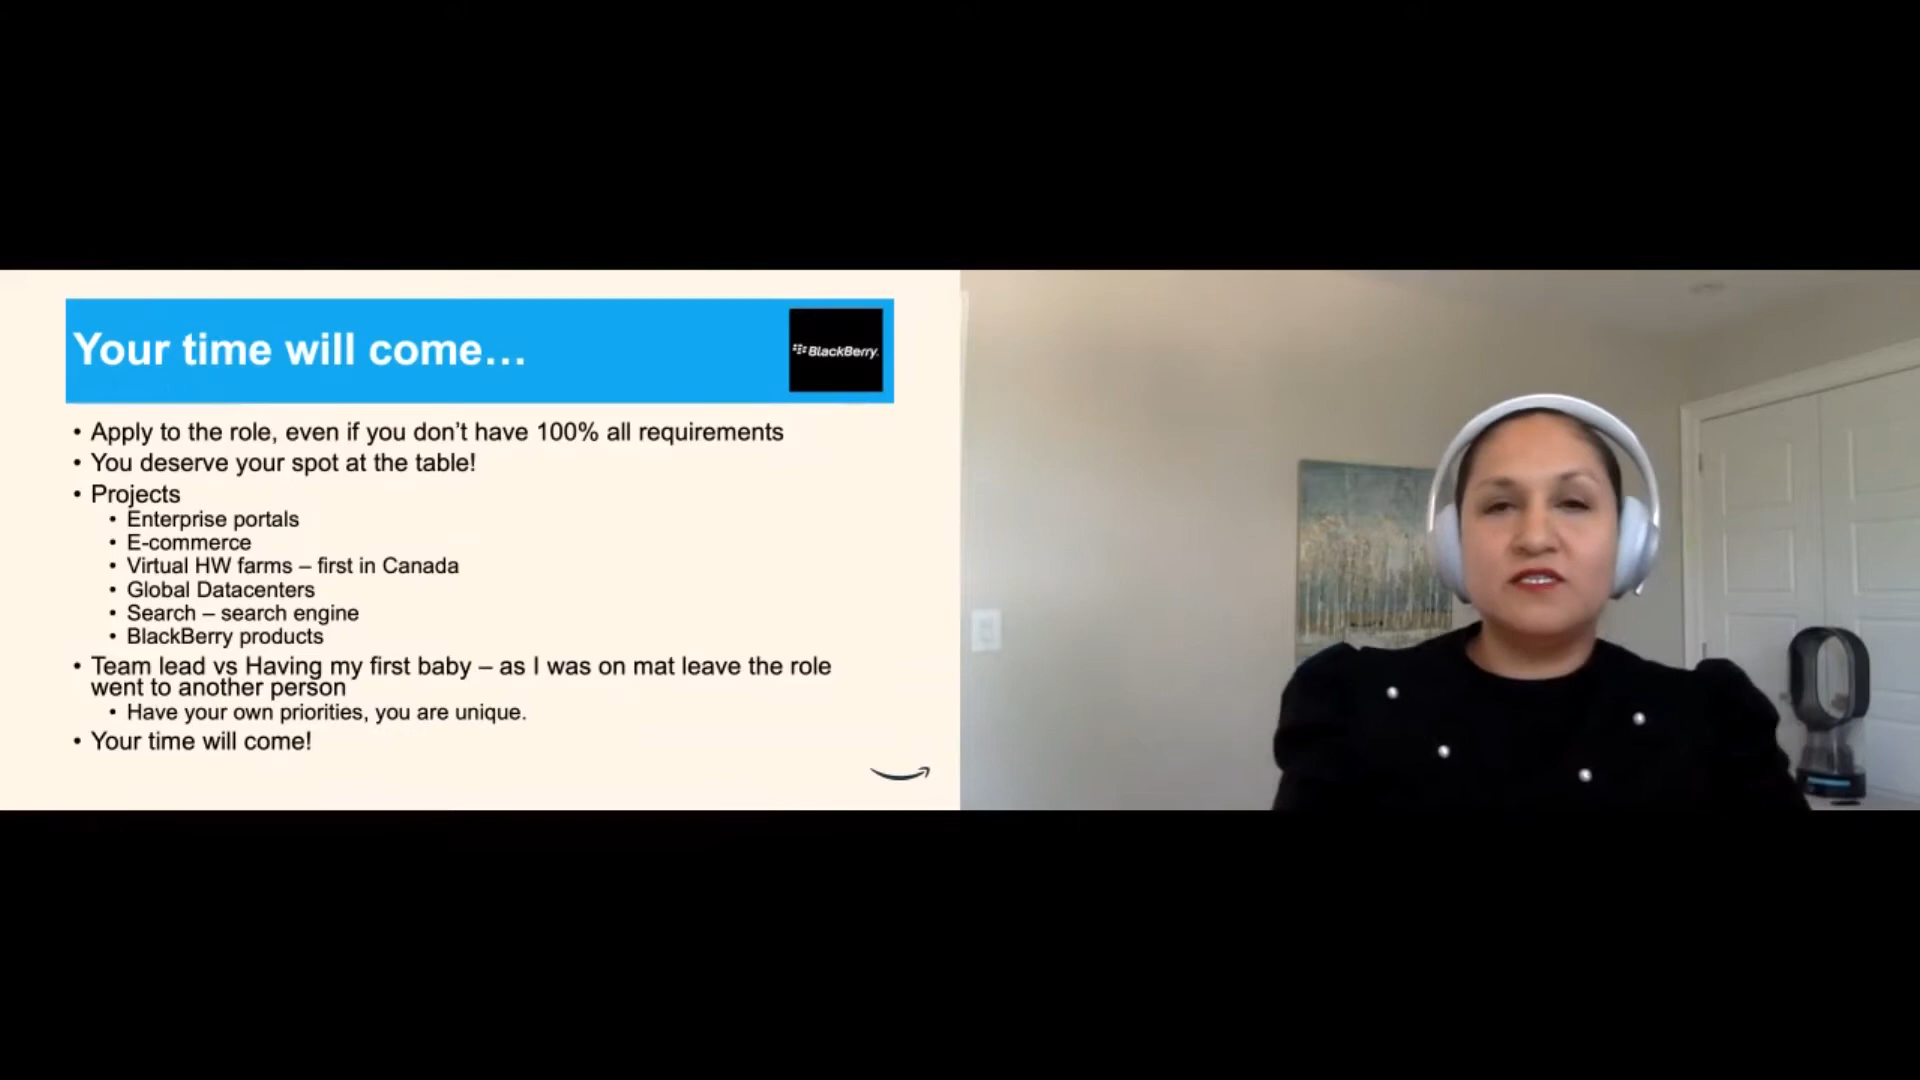 Your time will come…
BlackBerry.
• Apply to the role, even if you don’t have 100% all requirements
• You deserve your spot at the table!
• Projects
• Enterprise portals
• E-commerce
• Virtual HW farms – first in Canada
• Global Datacenters
• Search – search engine
• BlackBerry products
• Team lead vs Having my first baby – as I was on mat leave the role
went to another person
• Have your own priorities, you are unique.
• Your time will come!